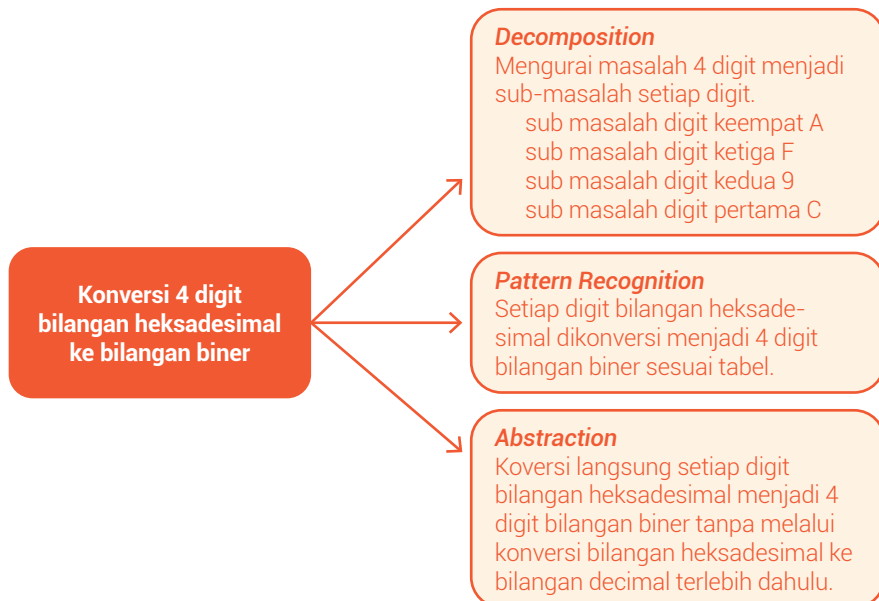 Konversi 4 digit
bilangan heksadesimal
ke bilangan biner
Decomposition
Mengurai masalah 4 digit menjadi
sub-masalah setiap digit.
sub masalah digit keempat A
sub masalah digit ketiga F
sub masalah digit kedua 9
sub masalah digit pertama C
Pattern Recognition
Setiap digit bilangan heksade-
simal dikonversi menjadi 4 digit
bilangan biner sesuai tabel.
Abstraction
Koversi langsung setiap digit
bilangan heksadesimal menjadi 4
digit bilangan biner tanpa melalui
konversi bilangan heksadesimal ke
bilangan decimal terlebih dahulu.